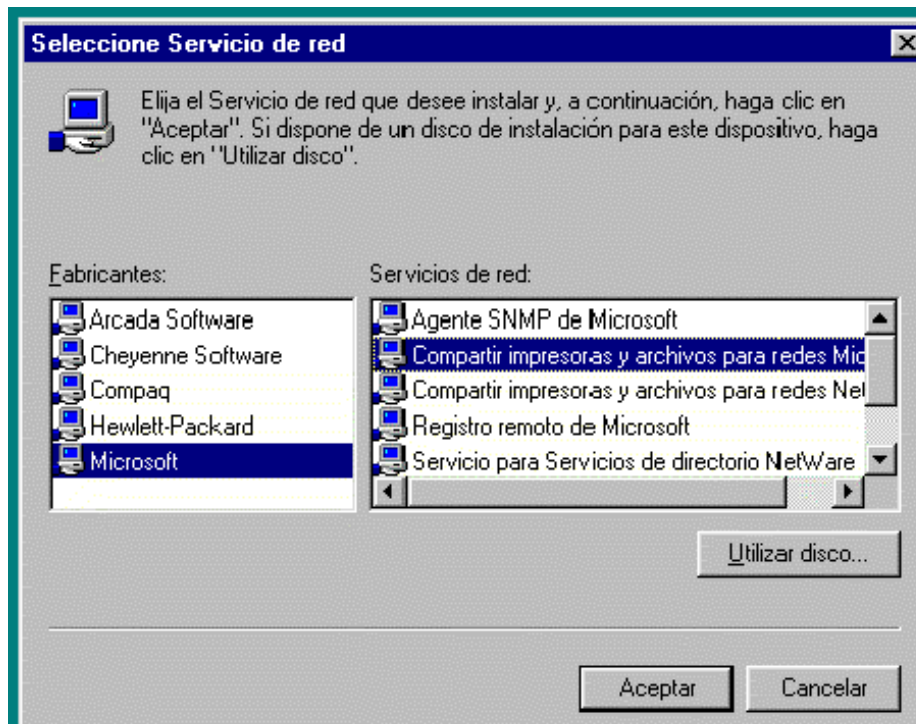 Seleccione Servicio de red
Elija el Servicio de red que desee instalar y, a continuación, haga clic en
"Aceptar". Si dispone de un disco de instalación para este dispositivo, haga
clic en "Utilizar disco".
Fabricantes:
Arcada Software
Cheyenne Software
Compaq
Hewlett-Packard
Microsoft
Servicios de red:
Agente SNMP de Microsoft
Compartir impresoras y archivos para redes Mic
Compartir impresoras y archivos para redes Net
Registro remoto de Microsoft
Servicio para Servicios de directorio NetWare
Utilizar disco...
Aceptar
Cancelar